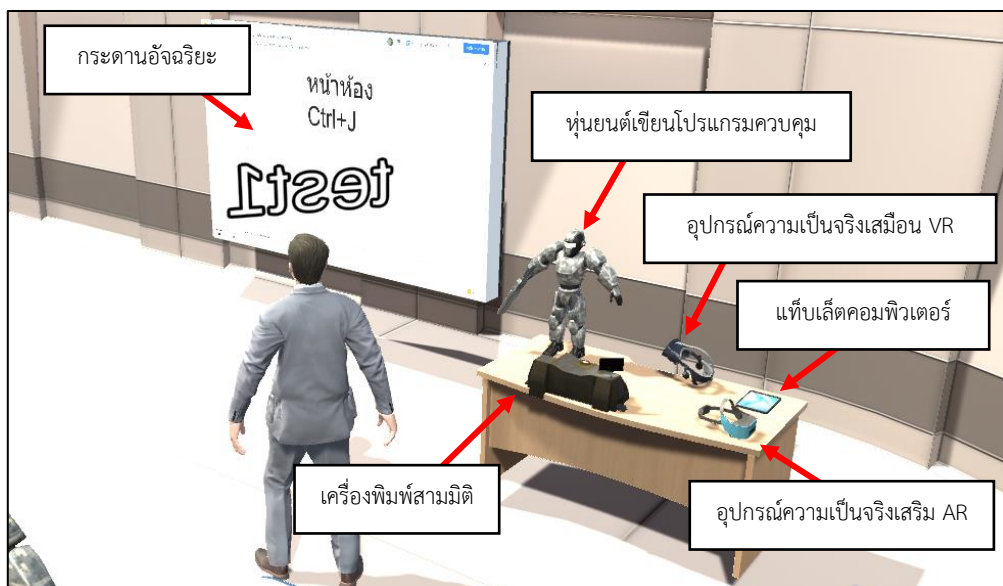 กระดานอัจฉริยะ
หน้าห้อง
Ctrl+J
test1
หุ่นยนต์เขียนโปรแกรมควบคุม
อุปกรณ์ความเป็นจริงเสมือน VR
แท็บเล็ตคอมพิวเตอร์
เครื่องพิมพ์สามมิติ
อุปกรณ์ความเป็นจริงเสริม AR